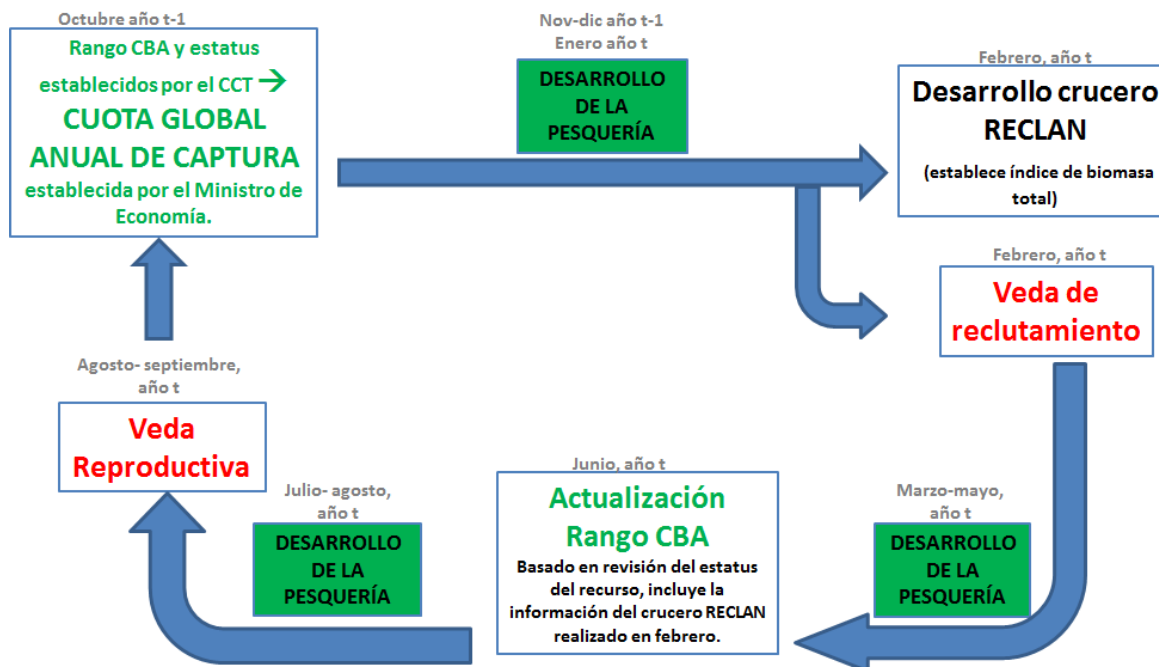 Octubre año t-1
Rango CBA y estatus
establecidos por el CCT →
CUOTA GLOBAL
ANUAL DE CAPTURA
establecida por el Ministro de
Economía.
Nov-dic año t-1
Enero año t
DESARROLLO
DE LA
PESQUERÍA
Febrero, año t
Desarrollo crucero
RECLAN
(establece índice de biomasa
total)
Febrero, año t
Veda de
reclutamiento
Marzo-mayo,
año t
DESARROLLO
DE LA
PESQUERÍA
Junio, año t
Actualización
Rango CBA
Basado en revisión del estatus
del recurso, incluye la
información del crucero RECLAN
realizado en febrero.
Julio- agosto,
año t
DESARROLLO
DE LA
PESQUERÍA
Agosto- septiembre,
año t
Veda
Reproductiva